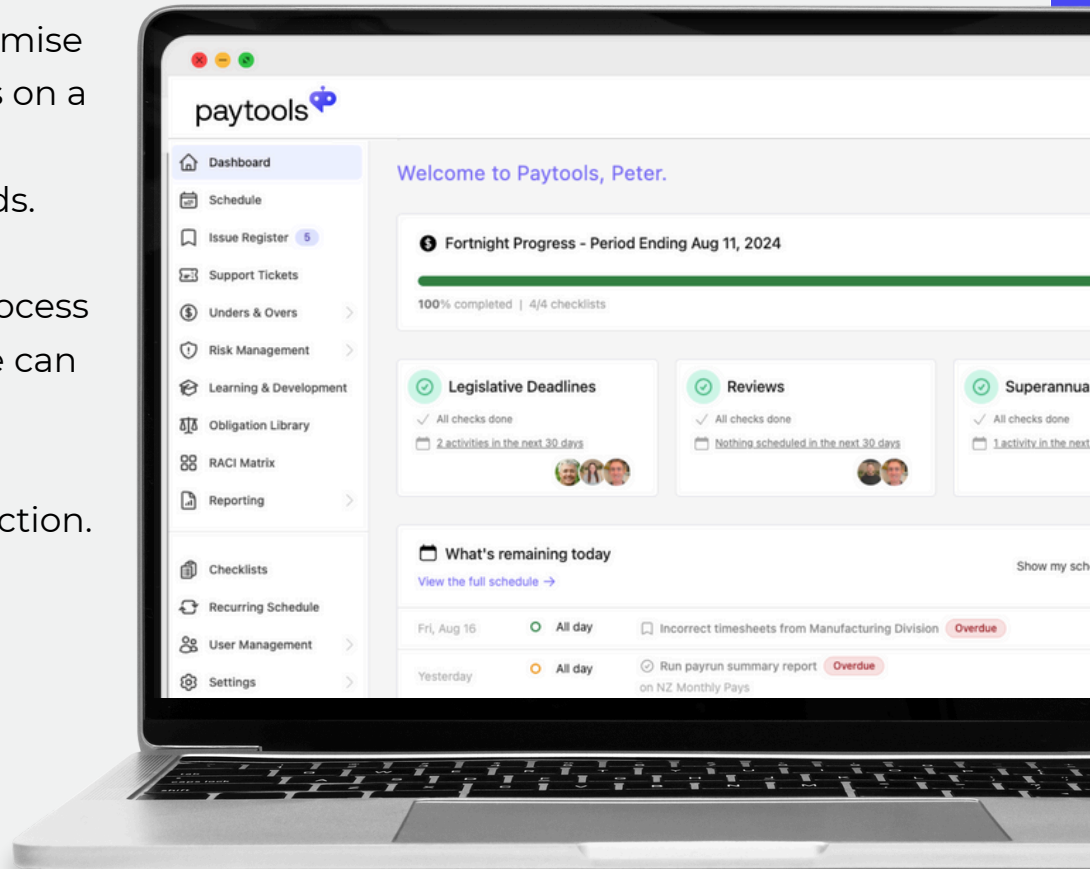 mise
s on a
ds.
ocess
e can
ction.
paytools
Dashboard
Schedule
Issue Register 5
Support Tickets
Unders & Overs
Risk Management
Learning & Development
Obligation Library
RACI Matrix
Reporting
Checklists
Recurring Schedule
User Management
Settings
Welcome to Paytools, Peter.
Fortnight Progress - Period Ending Aug 11, 2024
100% completed | 4/4 checklists
Legislative Deadlines
All checks done
2 activities in the next 30 days
Reviews
All checks done
Nothing scheduled in the next 30 days
Superannua
All checks done
1 activity in the next
What's remaining today
View the full schedule →
Show my sch
Fri, Aug 16 All day Incorrect timesheets from Manufacturing Division Overdue
Yesterday All day Run payrun summary report Overdue
on NZ Monthly Pays